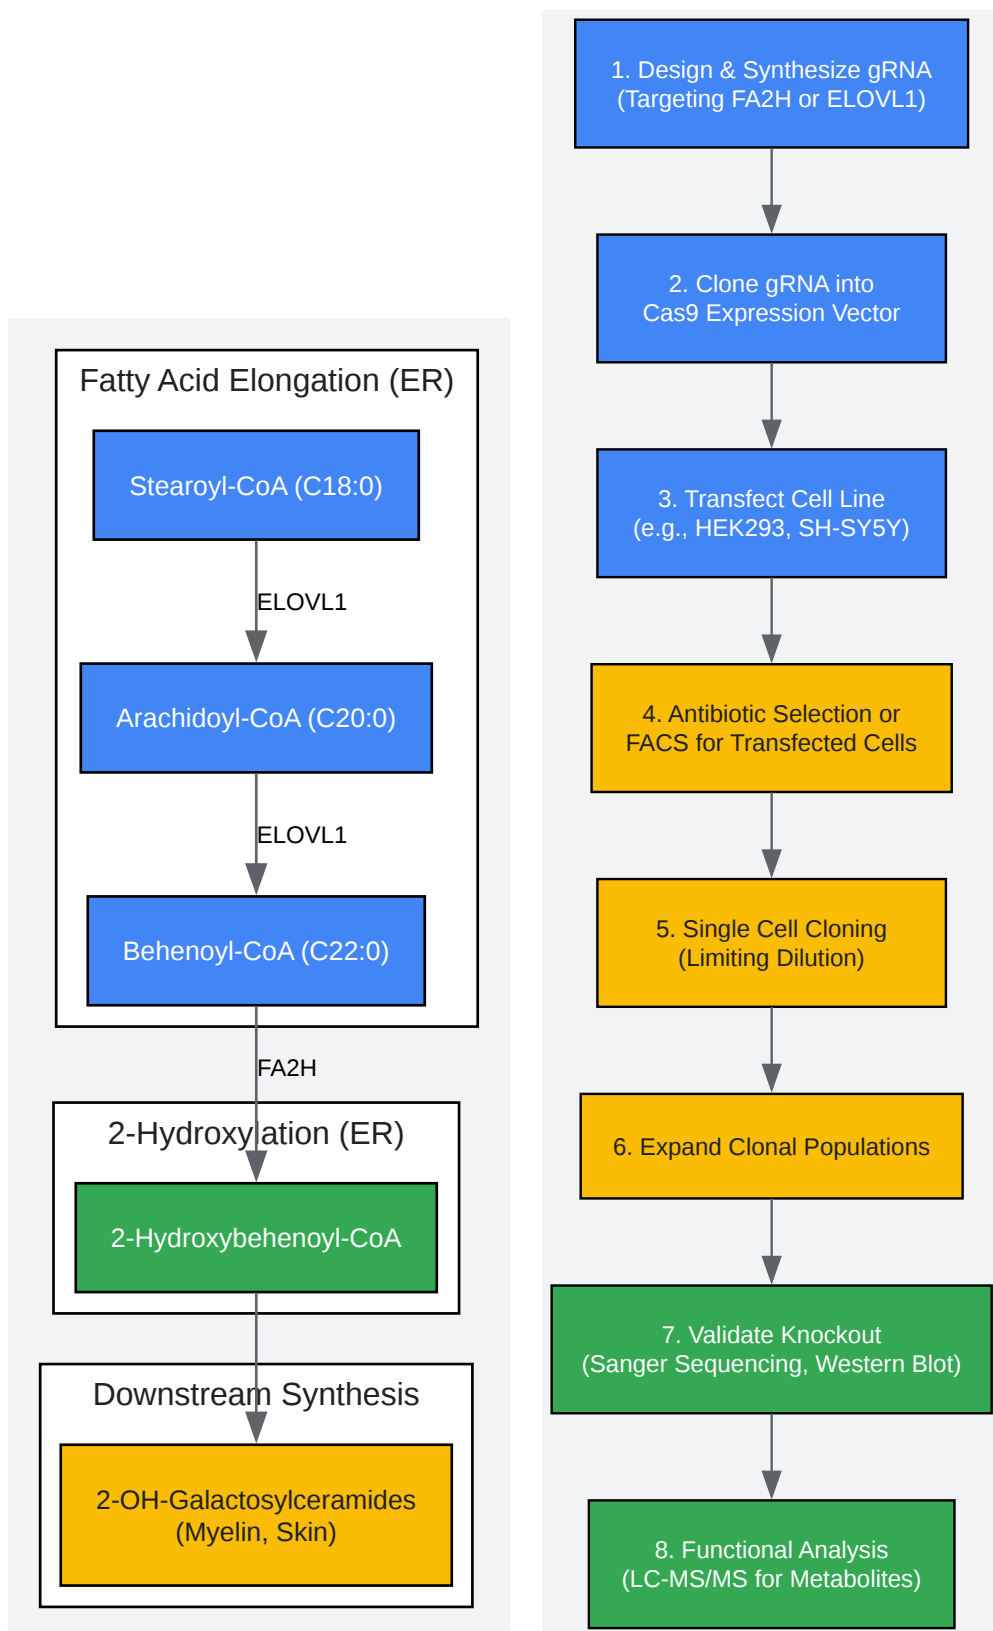 Fatty Acid Elongation (ER)
Stearoyl-CoA (C18:0)
ELOVL1
Arachidoyl-CoA (C20:0)
ELOVL1
Behenoyl-CoA (C22:0)
FA2H
2-Hydroxylation (ER)
2-Hydroxybehenoyl-CoA
Downstream Synthesis
2-OH-Galactosylceramides
(Myelin, Skin)
1. Design & Synthesize gRNA
(Targeting FA2H or ELOVL1)
2. Clone gRNA into
Cas9 Expression Vector
3. Transfect Cell Line
(e.g., HEK293, SH-SY5Y)
4. Antibiotic Selection or
FACS for Transfected Cells
5. Single Cell Cloning
(Limiting Dilution)
6. Expand Clonal Populations
7. Validate Knockout
(Sanger Sequencing, Western Blot)
8. Functional Analysis
(LC-MS/MS for Metabolites)